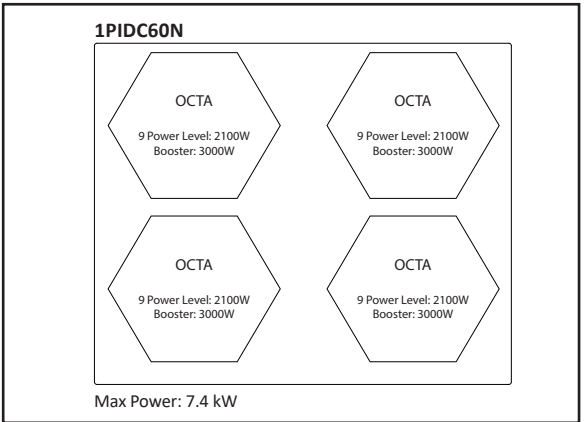 1PIDC60N
OCTA
9 Power Level: 2100W
Booster: 3000W
OCTA
9 Power Level: 2100W
Booster: 3000W
OCTA
9 Power Level: 2100W
Booster: 3000W
OCTA
9 Power Level: 2100W
Booster: 3000W
Max Power: 7.4 kW